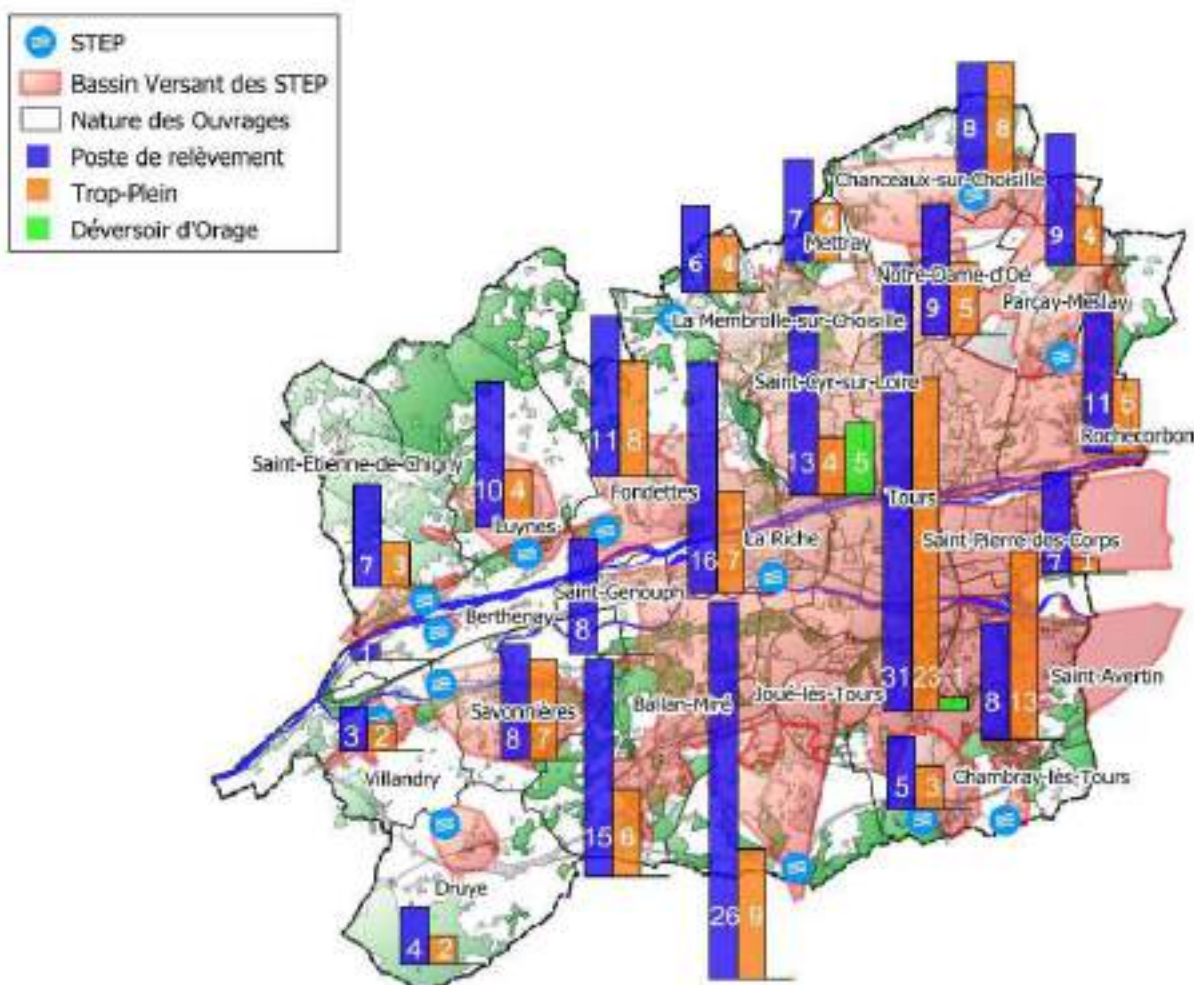 STEP
Bassin Versant des STEP
Nature des Ouvrages
Poste de relèvement
Trop-Plein
Déversoir d'Orage
8 8
Chanceaux-sur-Choisille
7 4
Mettray
9 4
6 4
Notre-Dame-d'Oé
9 5
Parçay-Meslay
La Membrolle-sur-Choisille
Saint-Cyr-sur-Loire
13 4 5
11 5
Rochecorbon
11 8
Fondettes
Saint-Etienne-de-Chigny
10 4
Luynes
7 3
Tours
16 7
La Riche
Saint-Pierre-des-Corps
7 1
Saint-Genouph
8
Berthenay
1
31 23 1
Saint-Avertin
8 13
Joué-lès-Tours
Ballan-Miré
Savonnières
8 7
3 2
Villandry
Chambray-lès-Tours
5 3
15 6
Druye
26 9
4 2